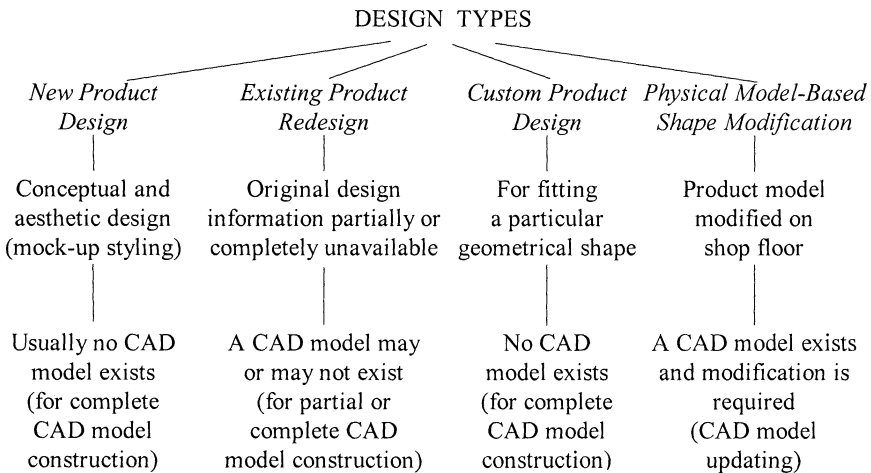 DESIGN TYPES
New Product
Design
Existing Product
Redesign
Custom Product
Design
Physical Model-Based
Shape Modification
Conceptual and
aesthetic design
(mock-up styling)
Original design
information partially or
completely unavailable
For fitting
a particular
geometrical shape
Product model
modified on
shop floor
Usually no CAD
model exists
(for complete
CAD model
construction)
A CAD model may
or may not exist
(for partial or
complete CAD
model construction)
No CAD
model exists
(for complete
CAD model
construction)
A CAD model exists
and modification is
required
(CAD model
updating)